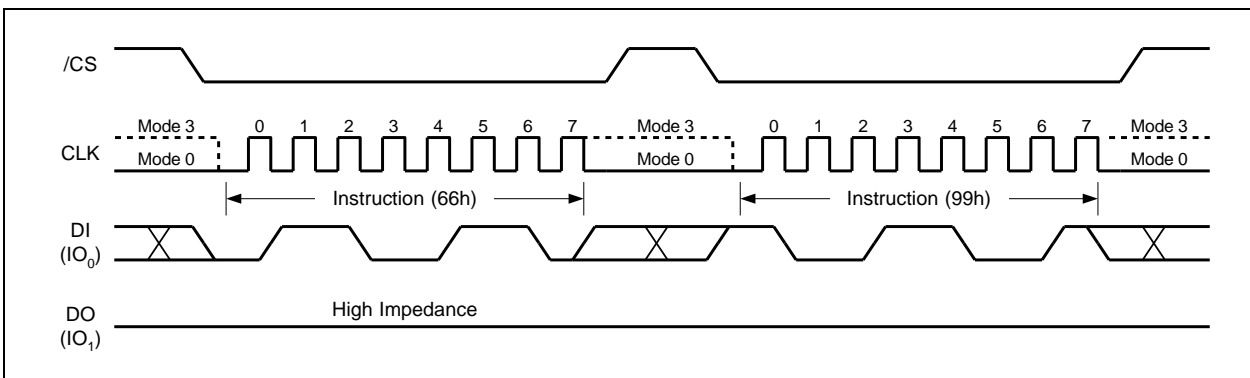 /CS
Mode 3 0 1 2 3 4 5 6 7 Mode 3 0 1 2 3 4 5 6 7 Mode 3
CLK Mode 0 Mode 0 Mode 0
Instruction (66h) Instruction (99h)
DI
(IO₀)
High Impedance
DO
(IO₁)